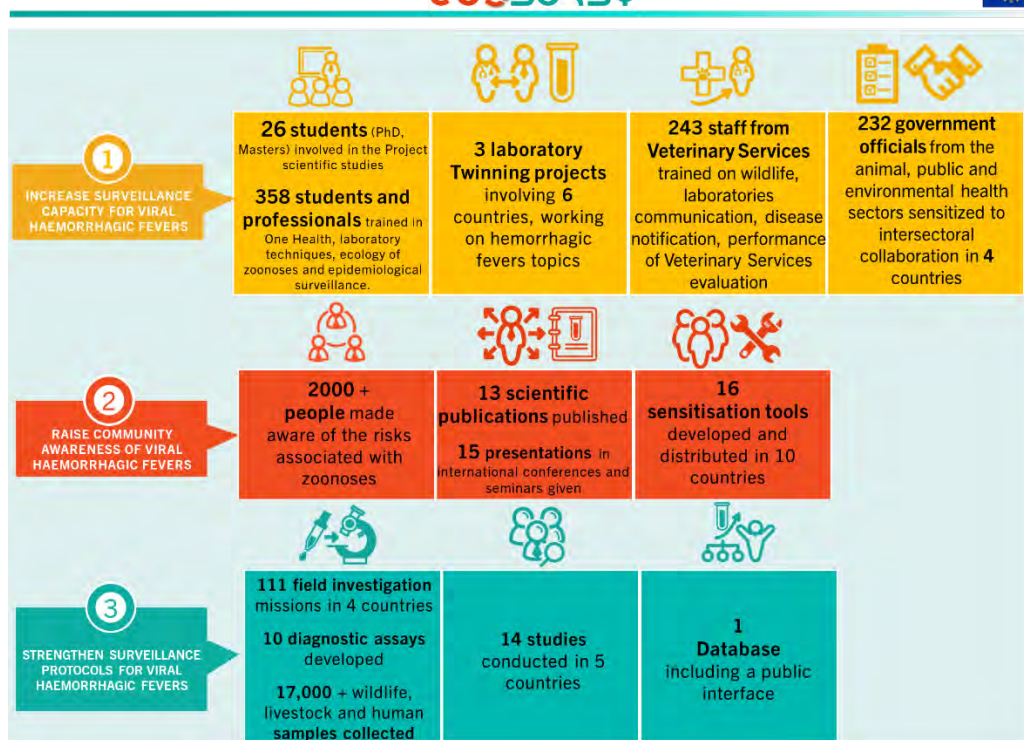 1
INCREASE SURVEILLANCE
CAPACITY FOR VIRAL
HAEMORRHAGIC FEVERS
26 students (PhD,
Masters) involved in the Project
scientific studies
358 students and
professionals trained in
One Health, laboratory
techniques, ecology of
zoonoses and epidemiological
surveillance.
3 laboratory
Twinning projects
involving 6
countries, working
on hemorrhagic
fevers topics
243 staff from
Veterinary Services
trained on wildlife,
laboratories
communication, disease
notification, performance
of Veterinary Services
evaluation
232 government
officials from the
animal, public and
environmental health
sectors sensitized to
intersectoral
collaboration in 4
countries
2
RAISE COMMUNITY
AWARENESS OF VIRAL
HAEMORRHAGIC FEVERS
2000 +
people made
aware of the risks
associated with
zoonoses
13 scientific
publications published
15 presentations in
international conferences and
seminars given
16
sensitisation tools
developed and
distributed in 10
countries
3
STRENGTHEN SURVEILLANCE
PROTOCOLS FOR VIRAL
HAEMORRHAGIC FEVERS
111 field investigation
missions in 4 countries
10 diagnostic assays
developed
17,000 + wildlife,
livestock and human
samples collected
14 studies
conducted in 5
countries
1
Database
including a public
interface